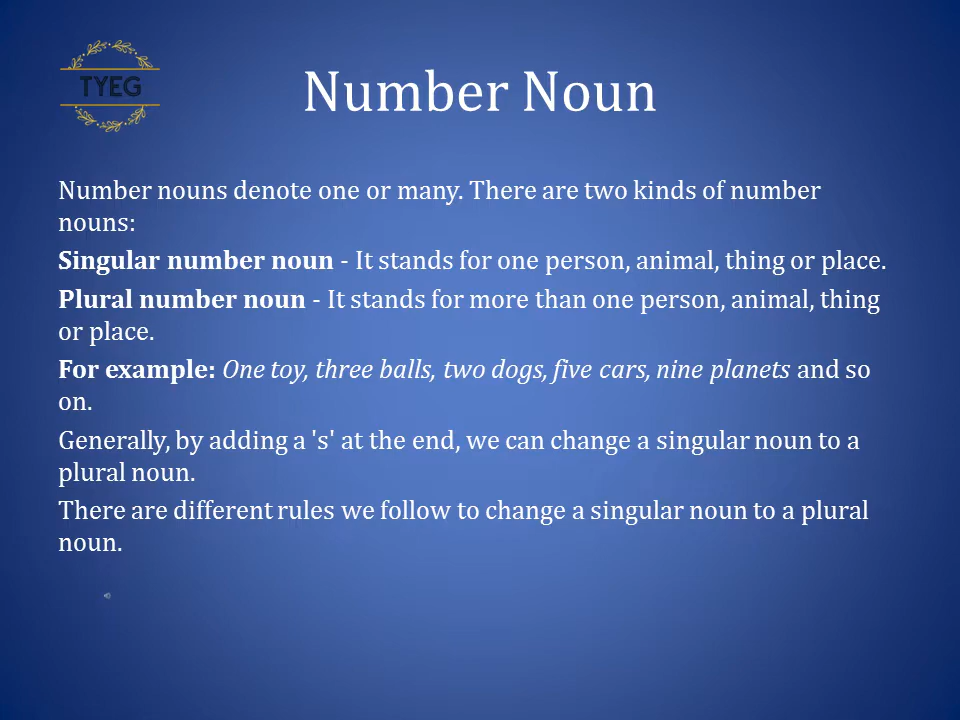 TYEG
Number Noun
Number nouns denote one or many. There are two kinds of number
nouns:
Singular number noun - It stands for one person, animal, thing or place.
Plural number noun - It stands for more than one person, animal, thing
or place.
For example: One toy, three balls, two dogs, five cars, nine planets and so
on.
Generally, by adding a 's' at the end, we can change a singular noun to a
plural noun.
There are different rules we follow to change a singular noun to a plural
noun.